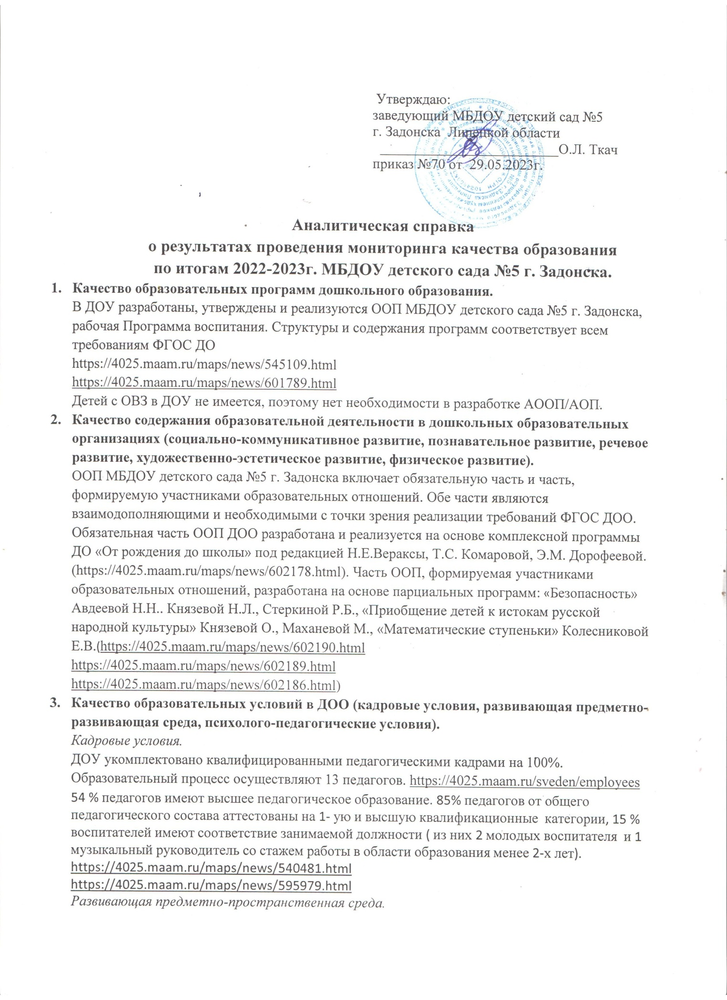 Утверждаю:
заведующий МБДОУ детский сад №5
г. Задонска Липецкой области
____________________________О.Л. Ткач
приказ №70 от 29.05.2023г.
Аналитическая справка
о результатах проведения мониторинга качества образования
по итогам 2022-2023г. МБДОУ детского сада №5 г. Задонска.
1. Качество образовательных программ дошкольного образования.
В ДОУ разработаны, утверждены и реализуются ООП МБДОУ детского сада №5 г. Задонска,
рабочая Программа воспитания. Структуры и содержания программ соответствует всем
требованиям ФГОС ДО
https://4025.maam.ru/maps/news/545109.html
https://4025.maam.ru/maps/news/601789.html
Детей с ОВЗ в ДОУ не имеется, поэтому нет необходимости в разработке АООП/АОП.
2. Качество содержания образовательной деятельности в дошкольных образовательных
организациях (социально-коммуникативное развитие, познавательное развитие, речевое
развитие, художественно-эстетическое развитие, физическое развитие).
ООП МБДОУ детского сада №5 г. Задонска включает обязательную часть и часть,
формируемую участниками образовательных отношений. Обе части являются
взаимодополняющими и необходимыми с точки зрения реализации требований ФГОС ДОО.
Обязательная часть ООП ДОО разработана и реализуется на основе комплексной программы
ДО «От рождения до школы» под редакцией Н.Е.Вераксы, Т.С. Комаровой, Э.М. Дорофеевой.
(https://4025.maam.ru/maps/news/602178.html). Часть ООП, формируемая участниками
образовательных отношений, разработана на основе парциальных программ: «Безопасность»
Авдеевой Н.Н.. Князевой Н.Л., Стеркиной Р.Б., «Приобщение детей к истокам русской
народной культуры» Князевой О., Маханевой М., «Математические ступеньки» Колесниковой
Е.В.(https://4025.maam.ru/maps/news/602190.html
https://4025.maam.ru/maps/news/602189.html
https://4025.maam.ru/maps/news/602186.html)
3. Качество образовательных условий в ДОО (кадровые условия, развивающая предметно-
развивающая среда, психолого-педагогические условия).
Кадровые условия.
ДОУ укомплектовано квалифицированными педагогическими кадрами на 100%.
Образовательный процесс осуществляют 13 педагогов. https://4025.maam.ru/sveden/employees
54 % педагогов имеют высшее педагогическое образование. 85% педагогов от общего
педагогического состава аттестованы на 1- ую и высшую квалификационные категории, 15 %
воспитателей имеют соответствие занимаемой должности ( из них 2 молодых воспитателя и 1
музыкальный руководитель со стажем работы в области образования менее 2-х лет).
https://4025.maam.ru/maps/news/540481.html
https://4025.maam.ru/maps/news/595979.html
Развивающая предметно-пространственная среда.